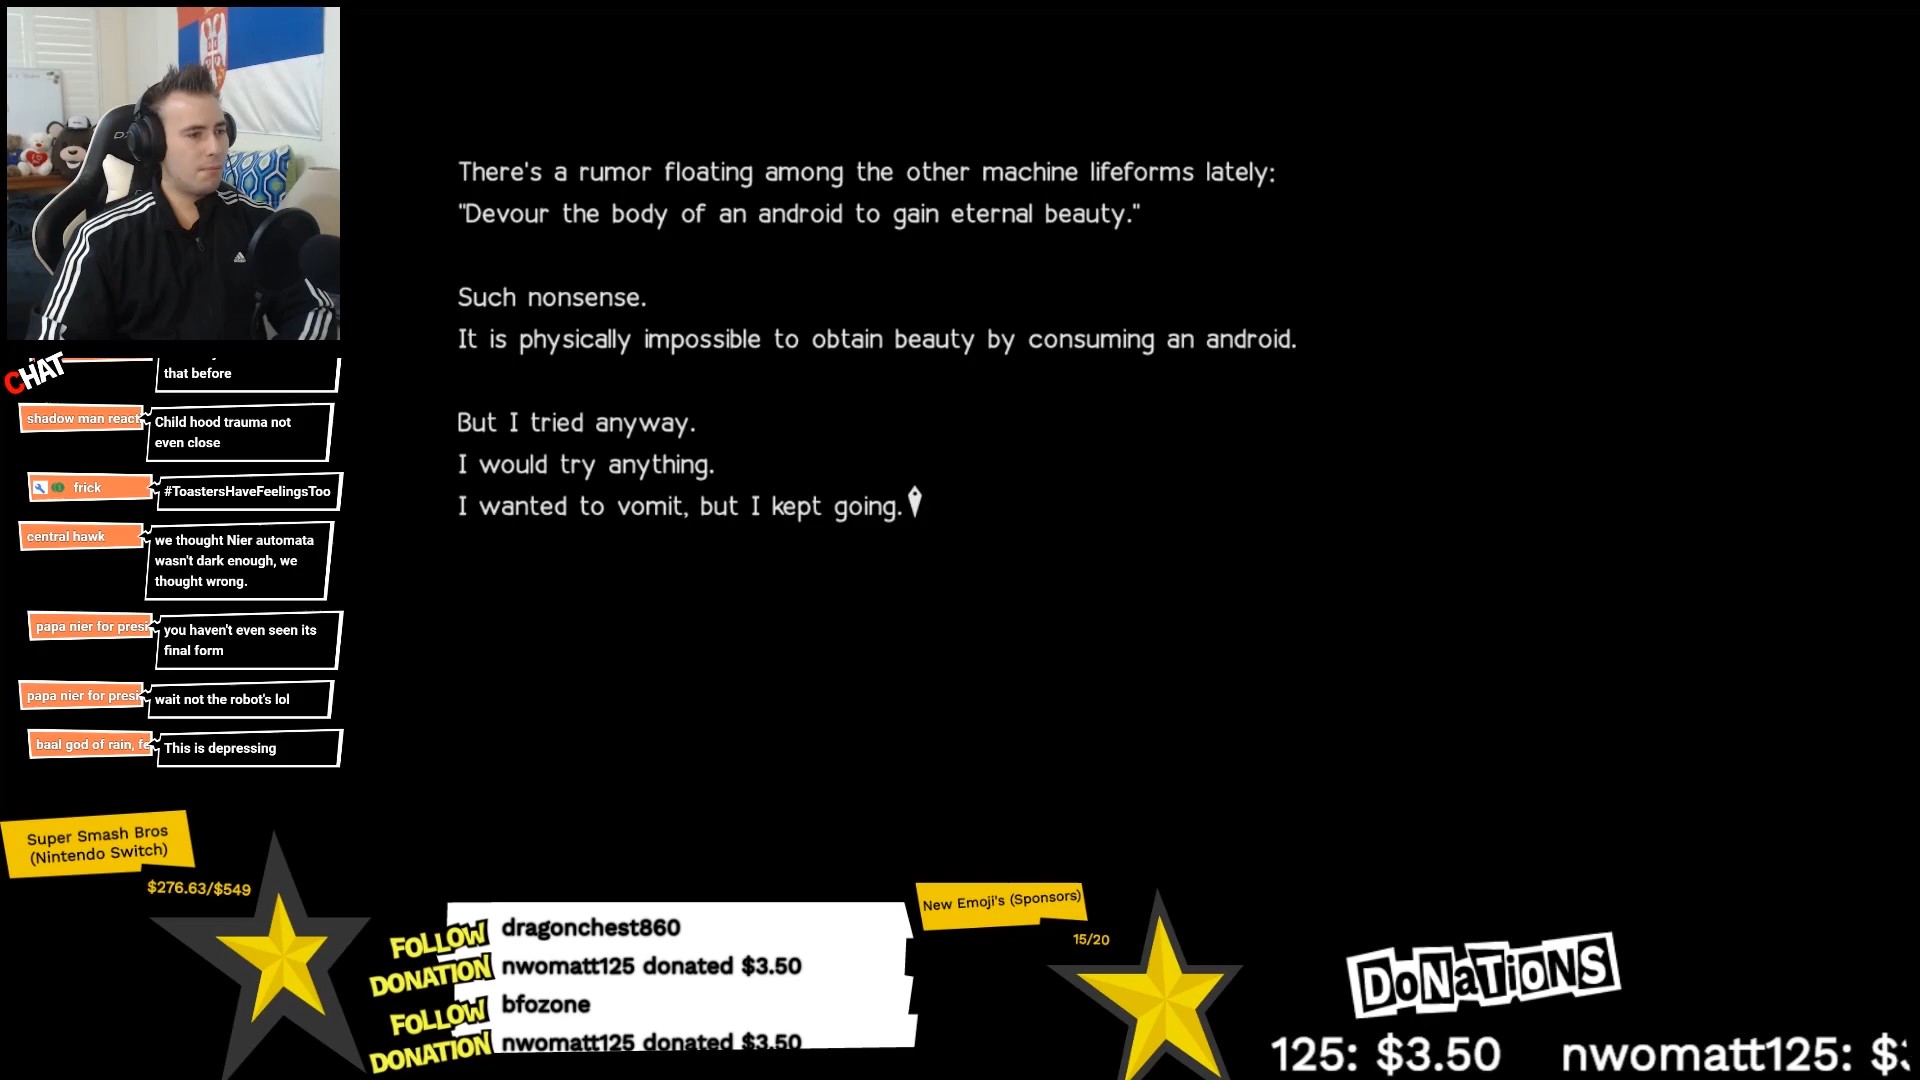 There's a rumor floating among the other machine lifeforms lately:
"Devour the body of an android to gain eternal beauty."
Such nonsense.
It is physically impossible to obtain beauty by consuming an android.
But I tried anyway.
I would try anything.
I wanted to vomit, but I kept going.
CHAT
that before
shadow man react
Child hood trauma not
even close
frick
#ToastersHaveFeelingsToo
central hawk
we thought Nier automata
wasn't dark enough, we
thought wrong.
papa nier for presi
you haven't even seen its
final form
papa nier for presi
wait not the robot's lol
baal god of rain, fe
This is depressing
Super Smash Bros
(Nintendo Switch)
$276.63/$549
FOLLOW dragonchest860
DONATION nwomatt125 donated $3.50
FOLLOW bfozone
DONATION nwomatt125 donated $3.50
New Emoji's (Sponsors)
15/20
DoNaTiONS
125: $3.50 nwomatt125: $